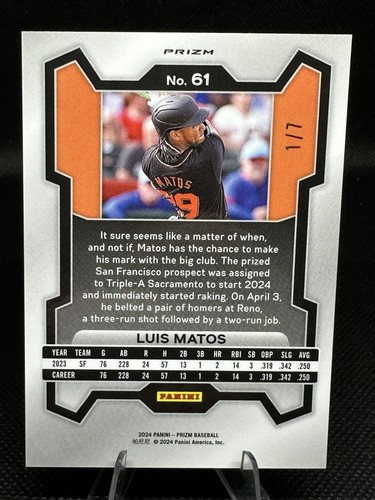 PRIZM
No. 61
1/7
MATOS
It sure seems like a matter of when,
and not if, Matos has the chance to make
his mark with the big club. The prized
San Francisco prospect was assigned
to Triple-A Sacramento to start 2024
and immediately started raking. On April 3,
he belted a pair of homers at Reno,
a three-run shot followed by a two-run job.
LUIS MATOS
YEAR TEAM G AB R H 2B 3B HR RBI SB OBP SLG AVG
2023 SF 76 228 24 57 13 1 2 14 3 .319 .342 .250
CAREER 76 228 24 57 13 1 2 14 3 .319 .342 .250
PANINI
2024 PANINI – PRIZM BASEBALL
帕尼尼 © 2024 Panini America, Inc.